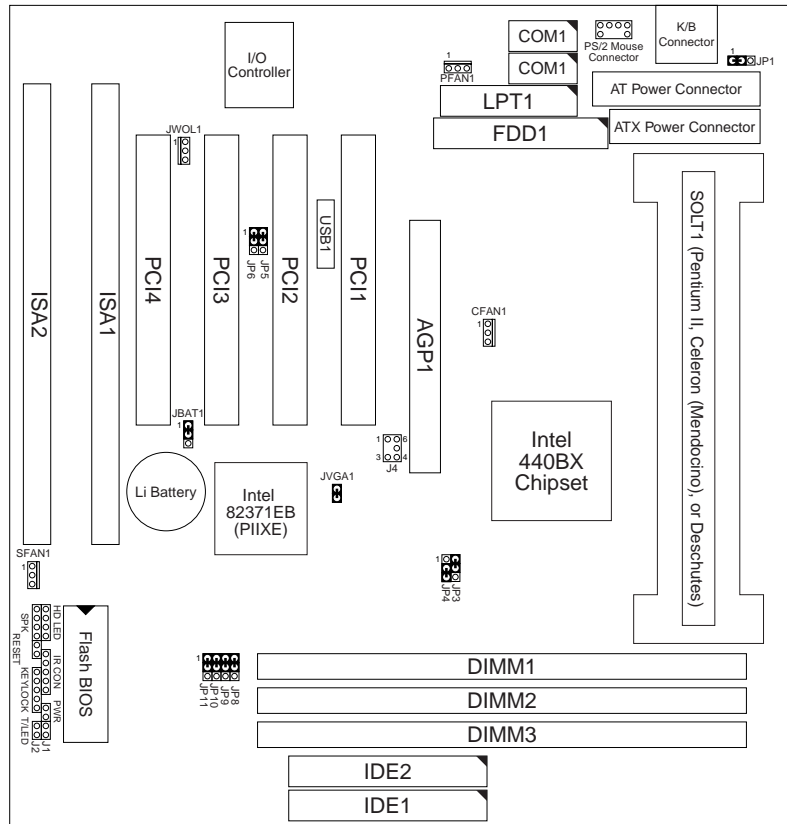 COM1
PS/2 Mouse
Connector
K/B
Connector
1
JP1
I/O
Controller
1
PFAN1
COM1
AT Power Connector
LPT1
ATX Power Connector
FDD1
JWOL1
1
ISA2
ISA1
PCI4
PCI3
1
JP6
JP5
PCI2
USB1
PCI1
AGP1
CFAN1
1
SOLT1 (Pentium II, Celeron (Mendocino), or Deschutes)
JBAT1
1
1
6
3
4
J4
Li Battery
Intel
82371EB
(PIIXE)
JVGA1
1
Intel
440BX
Chipset
SFAN1
1
1
JP4
JP3
HD LED
IR CON
PWR
J1
SPK
RESET
KEYLOCK
T/LED
J2
Flash BIOS
1
JP11
JP10
JP9
JP8
DIMM1
DIMM2
DIMM3
IDE2
IDE1